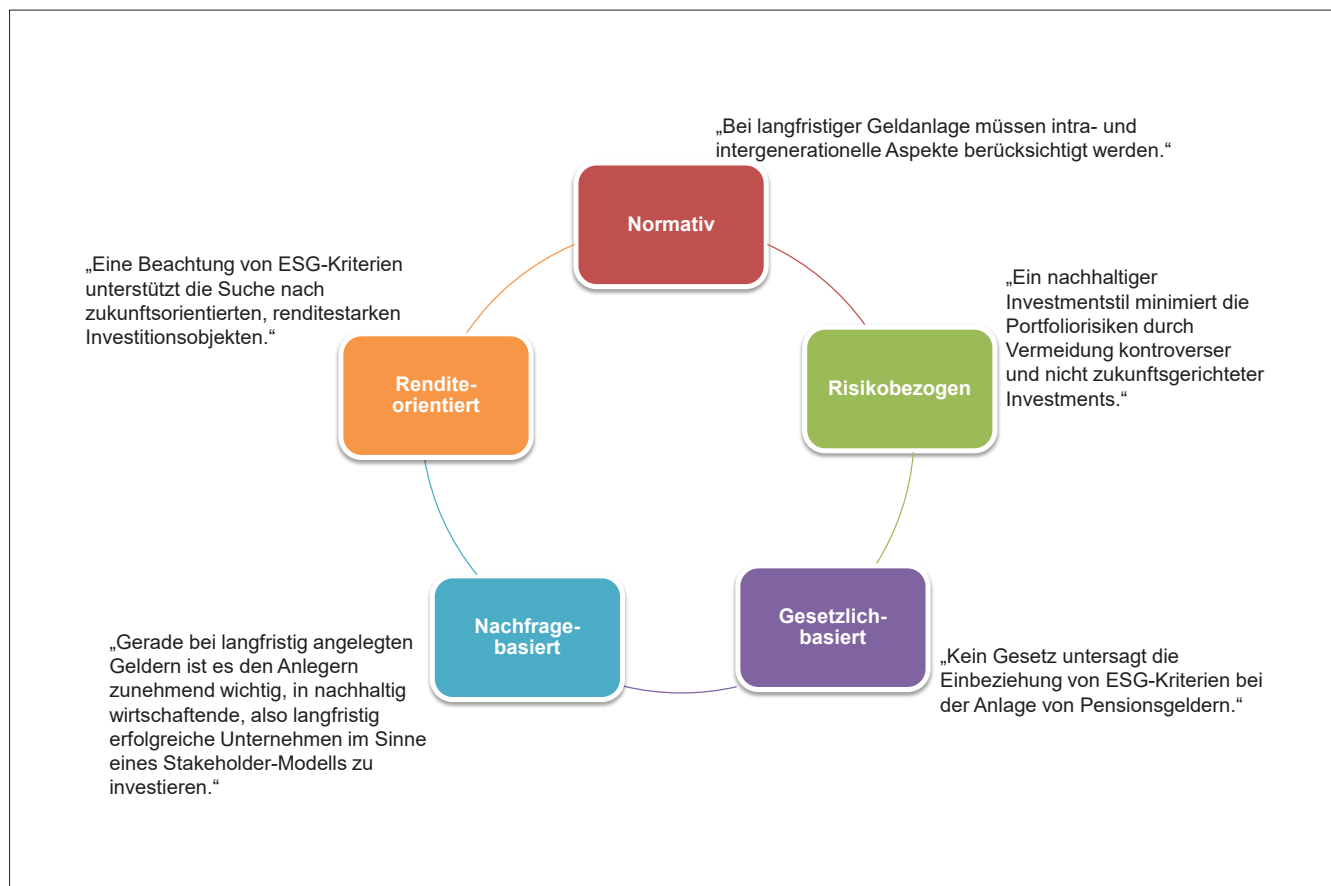 „Bei langfristiger Geldanlage müssen intra- und
intergenerationelle Aspekte berücksichtigt werden.“
Normativ
„Eine Beachtung von ESG-Kriterien
unterstützt die Suche nach
zukunftsorientierten, renditestarken
Investitionsobjekten.“
„Ein nachhaltiger
Investmentstil minimiert die
Portfoliorisiken durch
Vermeidung kontroverser
und nicht zukunftsgerichteter
Investments.“
Rendite-
orientiert
Risikobezogen
Nachfrage-
basiert
Gesetzlich-
basiert
„Gerade bei langfristig angelegten
Geldern ist es den Anlegern
zunehmend wichtig, in nachhaltig
wirtschaftende, also langfristig
erfolgreiche Unternehmen im Sinne
eines Stakeholder-Modells zu
investieren.“
„Kein Gesetz untersagt die
Einbeziehung von ESG-Kriterien bei
der Anlage von Pensionsgeldern.“